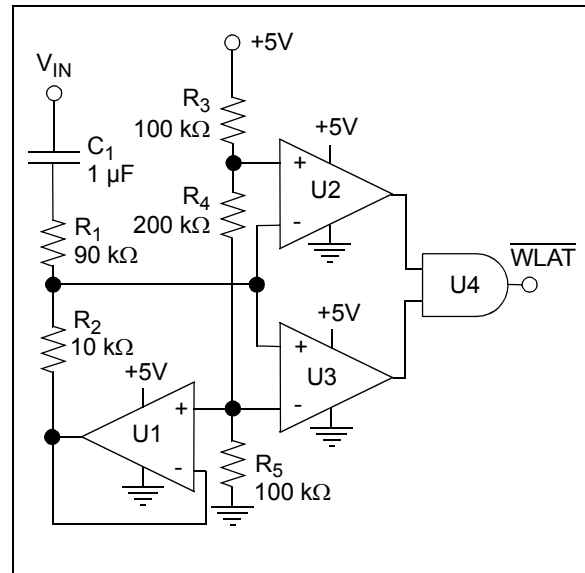 +5V
V_IN
R3
100 kΩ
C1
1 µF
+5V
+
U2
-
R4
200 kΩ
R1
90 kΩ
WLAT
U4
R2
10 kΩ
+5V
+
U3
-
+5V
+
U1
-
R5
100 kΩ